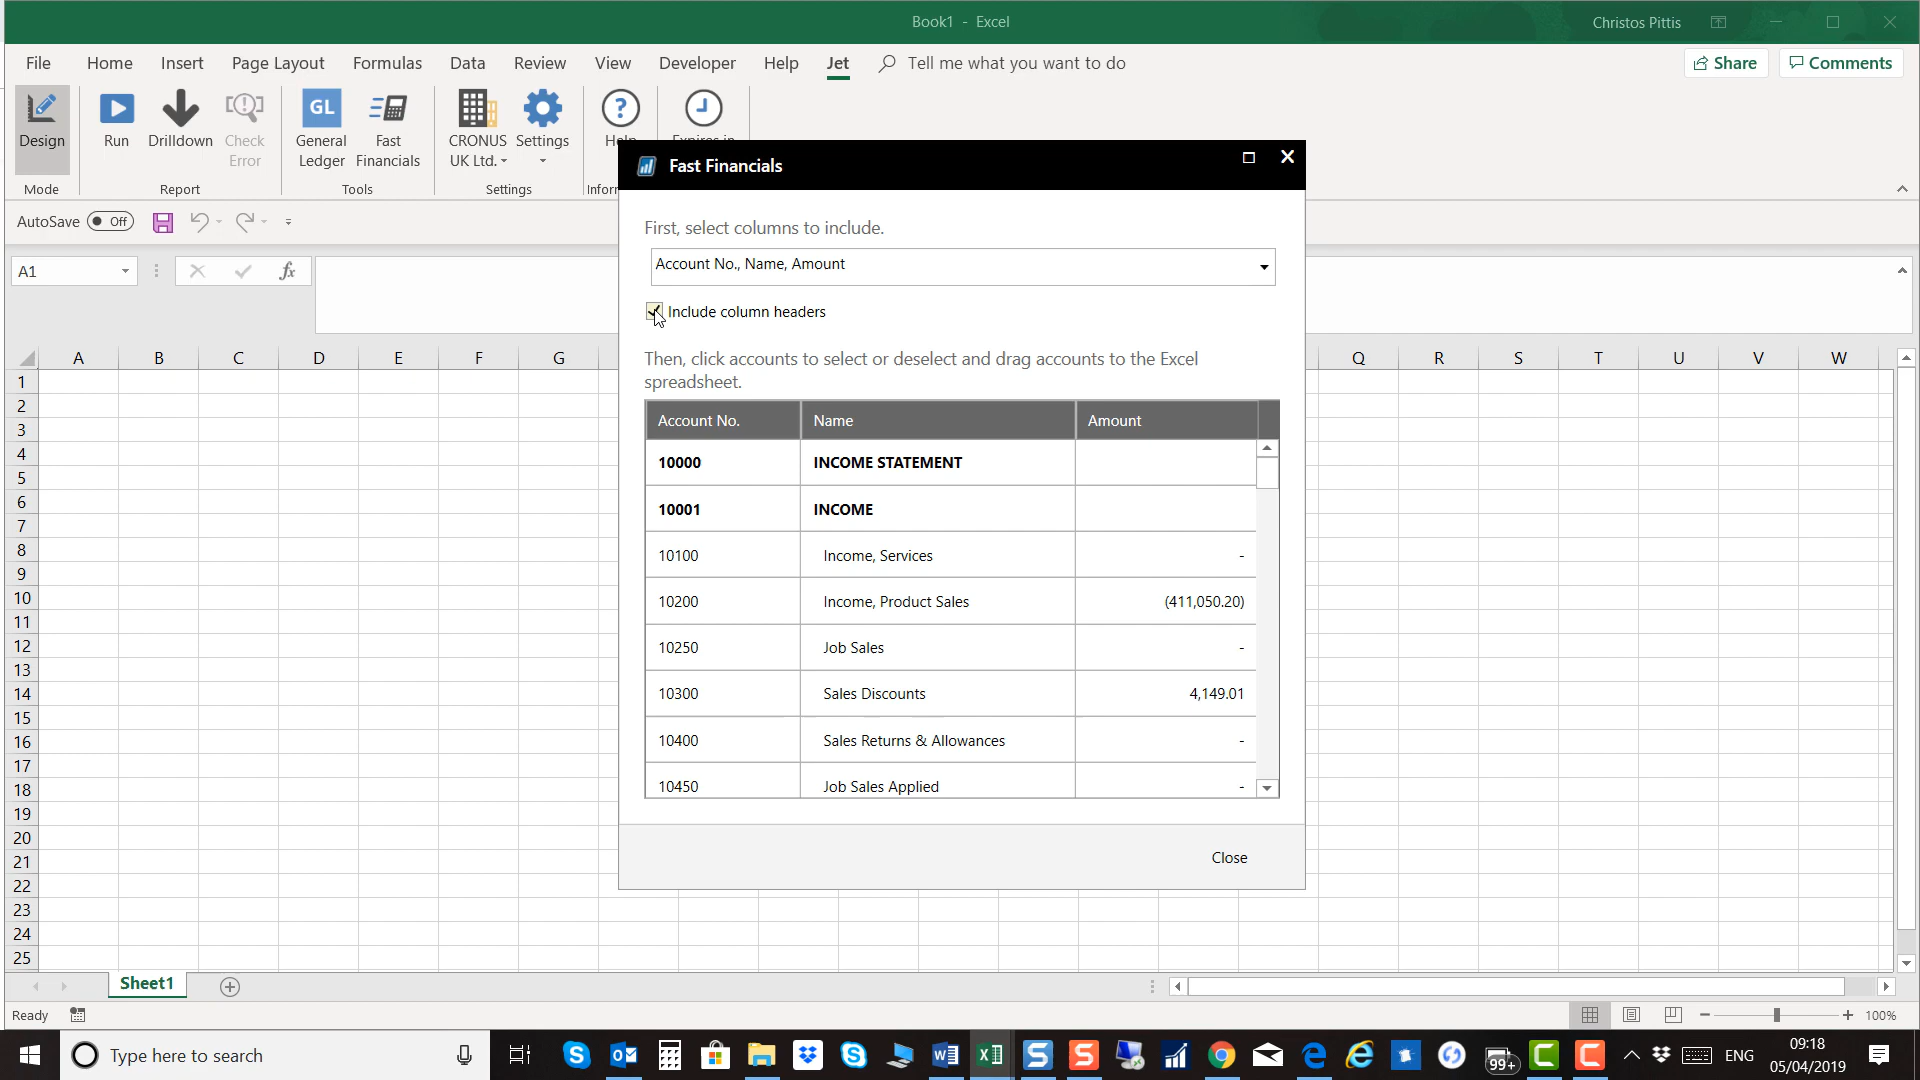 Book1 - Excel
Christos Pittis
File Home Insert Page Layout Formulas Data Review View Developer Help Jet Tell me what you want to do Share Comments
Design
Run
Drilldown
Check
Error
GL
General
Ledger
Fast
Financials
CRONUS
UK Ltd.
Settings
Help
Expires in
Mode
Report
Tools
Settings
AutoSave Off
A1
fx
Fast Financials
First, select columns to include.
Account No., Name, Amount
Include column headers
Then, click accounts to select or deselect and drag accounts to the Excel
spreadsheet.
Account No. Name Amount
10000 INCOME STATEMENT
10001 INCOME
10100 Income, Services -
10200 Income, Product Sales (411,050.20)
10250 Job Sales -
10300 Sales Discounts 4,149.01
10400 Sales Returns & Allowances -
10450 Job Sales Applied -
Close
A B C D E F G Q R S T U V W
1
2
3
4
5
6
7
8
9
10
11
12
13
14
15
16
17
18
19
20
21
22
23
24
25
Sheet1
Ready
100%
Type here to search
99+
ENG
09:18
05/04/2019